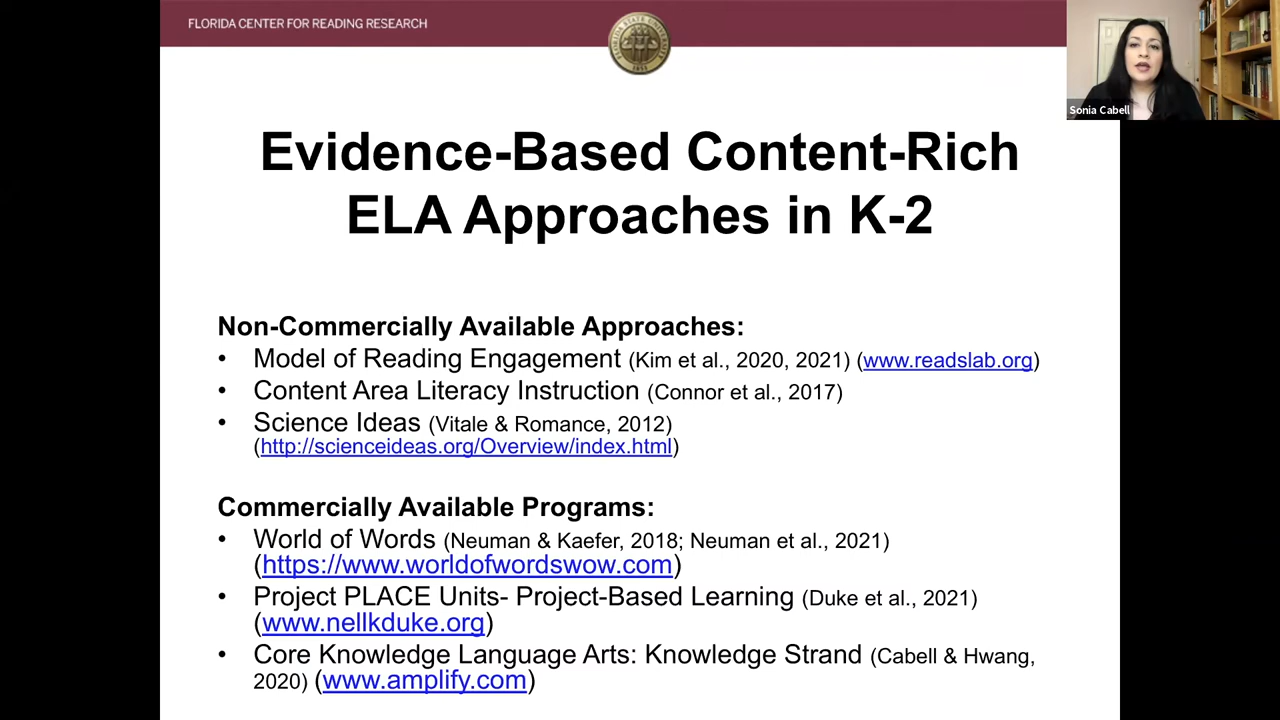 FLORIDA CENTER FOR READING RESEARCH
Sonia Cabell
Evidence-Based Content-Rich
ELA Approaches in K-2
Non-Commercially Available Approaches:
• Model of Reading Engagement (Kim et al., 2020, 2021) (www.readslab.org)
• Content Area Literacy Instruction (Connor et al., 2017)
• Science Ideas (Vitale & Romance, 2012)
(http://scienceideas.org/Overview/index.html)
Commercially Available Programs:
• World of Words (Neuman & Kaefer, 2018; Neuman et al., 2021)
(https://www.worldofwordswow.com)
• Project PLACE Units- Project-Based Learning (Duke et al., 2021)
(www.nellkduke.org)
• Core Knowledge Language Arts: Knowledge Strand (Cabell & Hwang,
2020) (www.amplify.com)